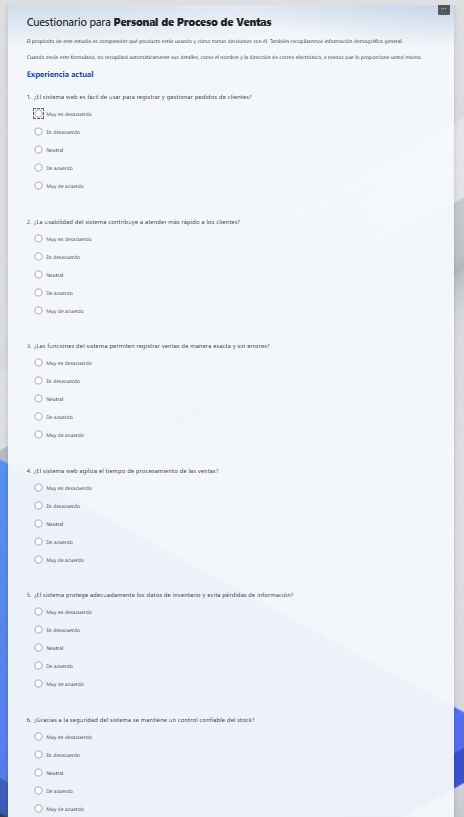 Cuestionario para Personal de Proceso de Ventas
El propósito de este estudio es comprender qué producto estás usando y cómo tomas decisiones con él. También recopilaremos información demográfica general.
Cuando envíe este formulario, no recopilará automáticamente sus detalles, como el nombre y la dirección de correo electrónico, a menos que lo proporcione usted mismo.
Experiencia actual
1. ¿El sistema web es fácil de usar para registrar y gestionar pedidos de clientes?
Muy en desacuerdo
En desacuerdo
Neutral
De acuerdo
Muy de acuerdo
2. ¿La usabilidad del sistema contribuye a atender más rápido a los clientes?
Muy en desacuerdo
En desacuerdo
Neutral
De acuerdo
Muy de acuerdo
3. ¿Las funciones del sistema permiten registrar ventas de manera exacta y sin errores?
Muy en desacuerdo
En desacuerdo
Neutral
De acuerdo
Muy de acuerdo
4. ¿El sistema web agiliza el tiempo de procesamiento de las ventas?
Muy en desacuerdo
En desacuerdo
Neutral
De acuerdo
Muy de acuerdo
5. ¿El sistema protege adecuadamente los datos de inventario y evita pérdidas de información?
Muy en desacuerdo
En desacuerdo
Neutral
De acuerdo
Muy de acuerdo
6. ¿Gracias a la seguridad del sistema se mantiene un control confiable del stock?
Muy en desacuerdo
En desacuerdo
Neutral
De acuerdo
Muy de acuerdo